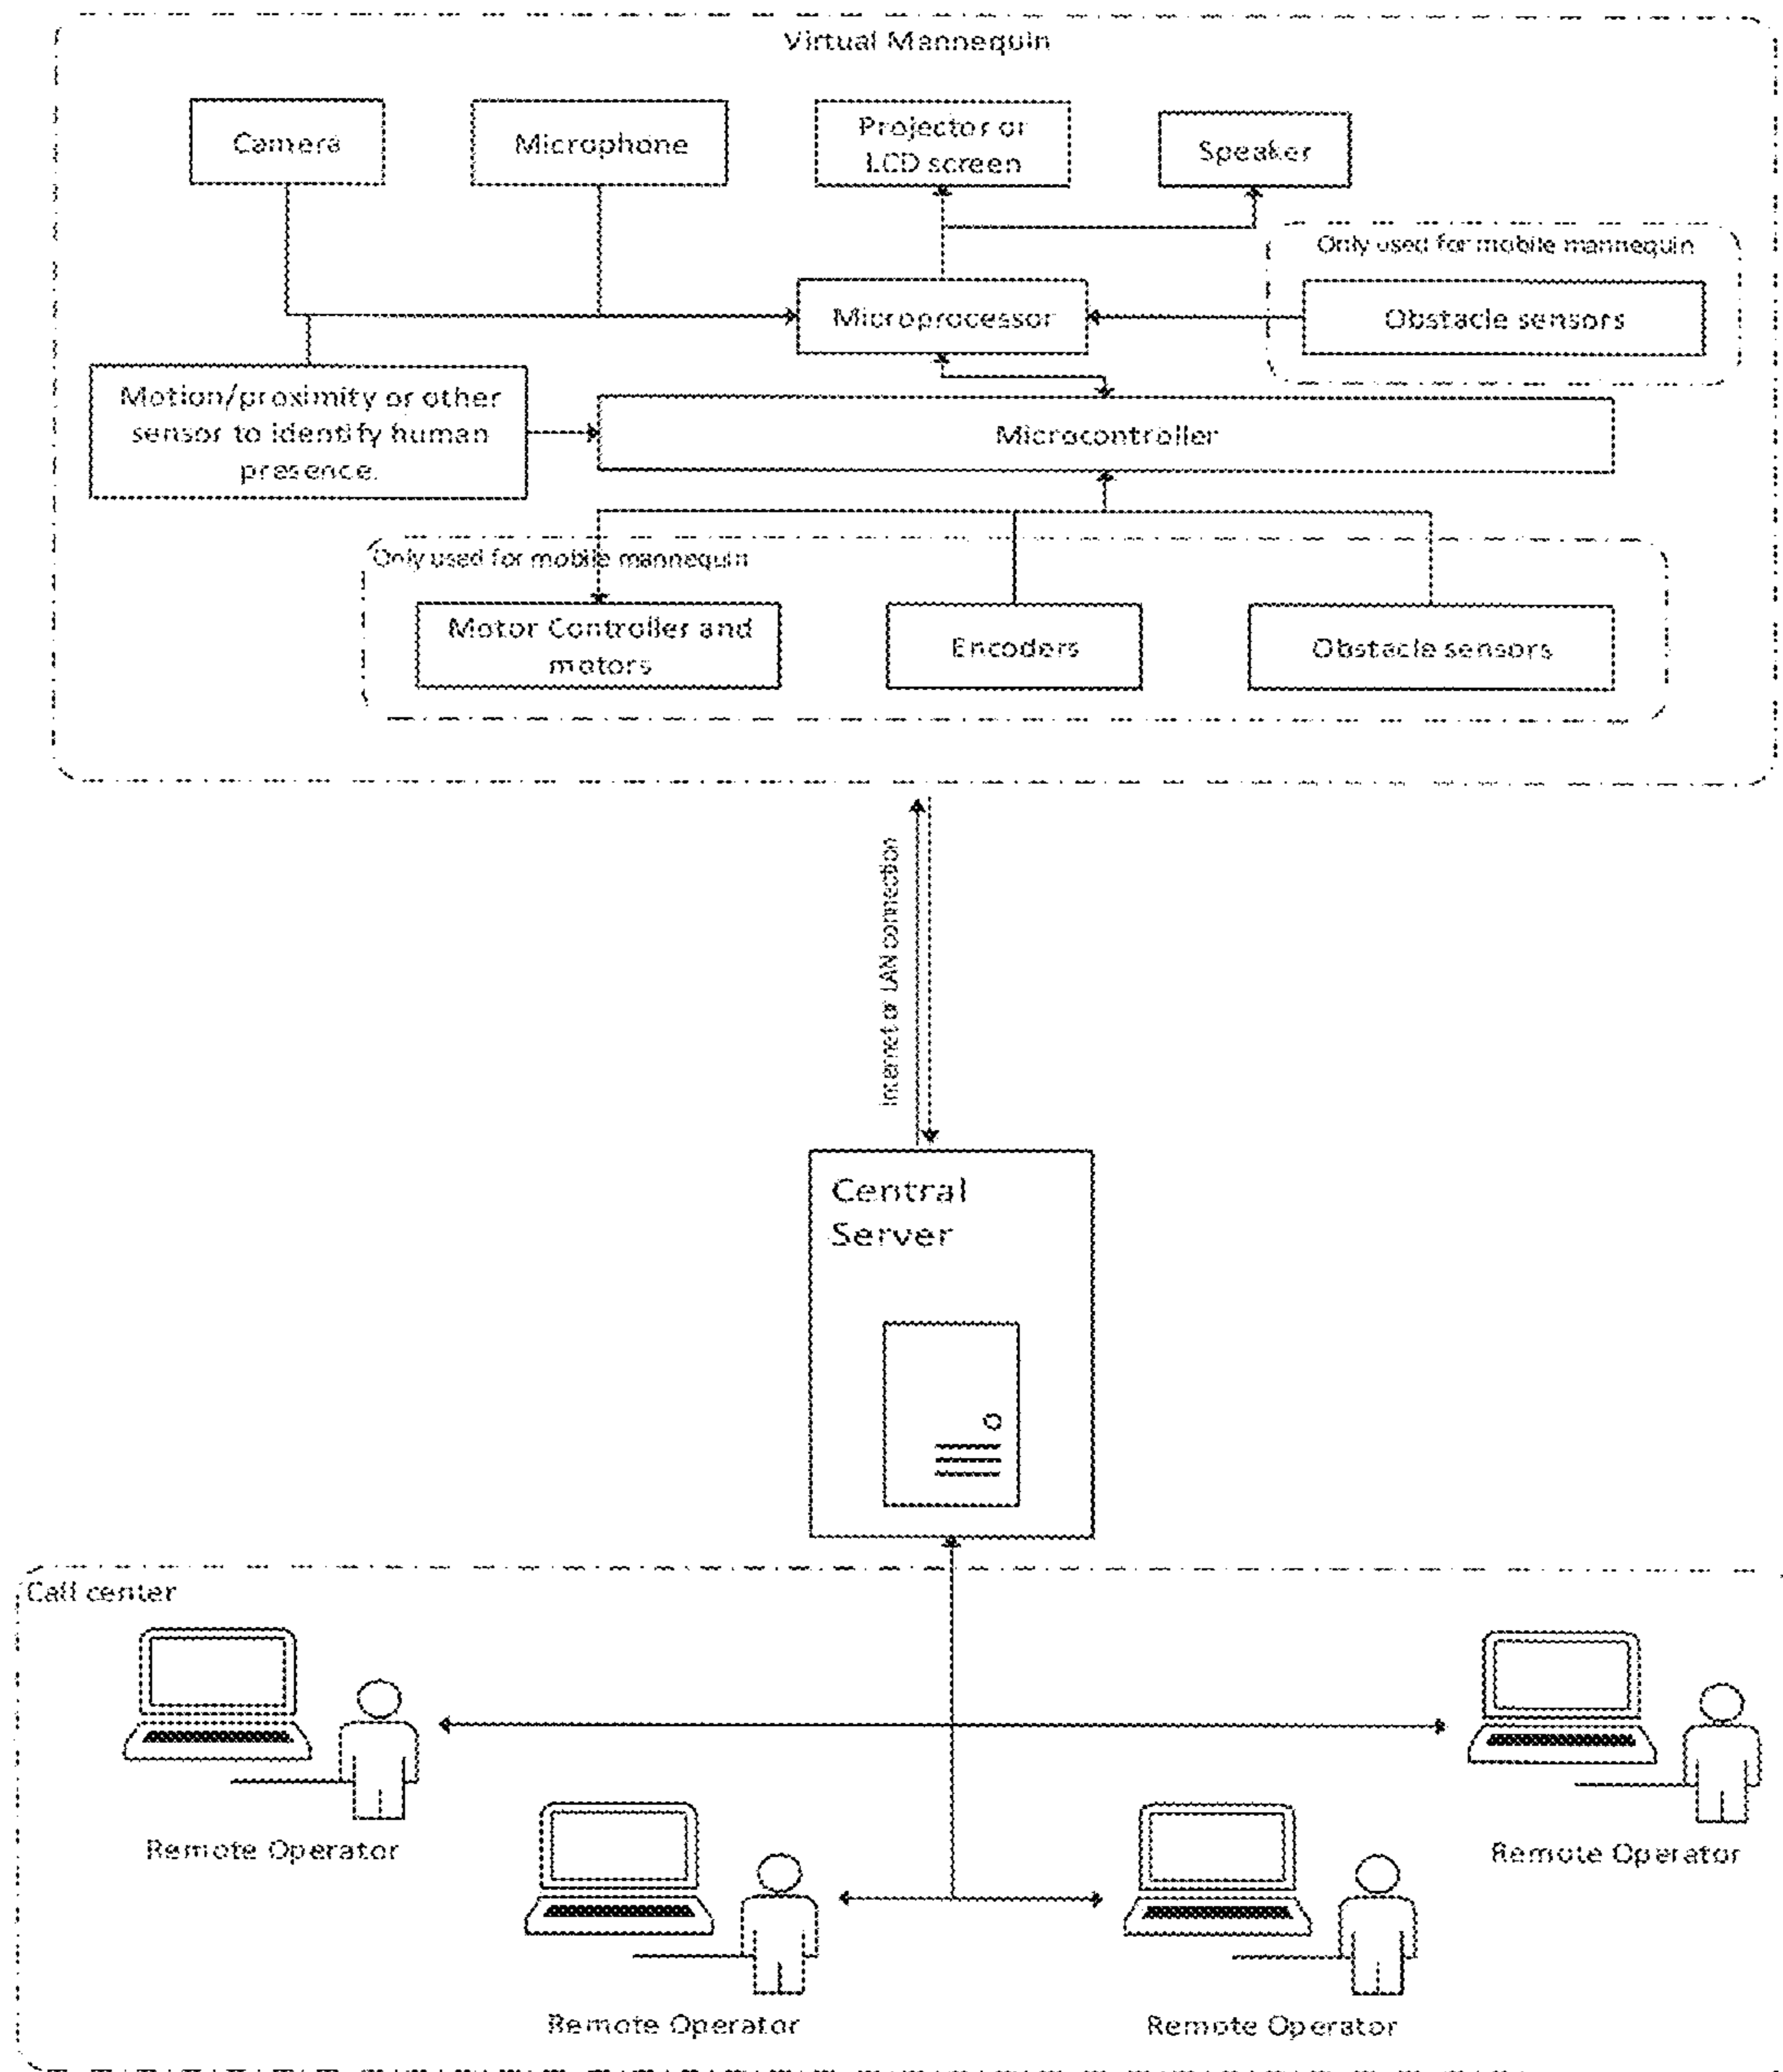 Virtual Mannequin
Camera
Microphone
Projector or
LCD screen
Speaker
Only used for mobile mannequin
Microprocessor
Obstacle sensors
Motion/proximity or other
sensor to identify human
presence.
Microcontroller
Only used for mobile mannequin
Motor Controller and
motors
Encoders
Obstacle sensors
Internet or LAN connection
Central
Server
Call center
Remote Operator
Remote Operator
Remote Operator
Remote Operator